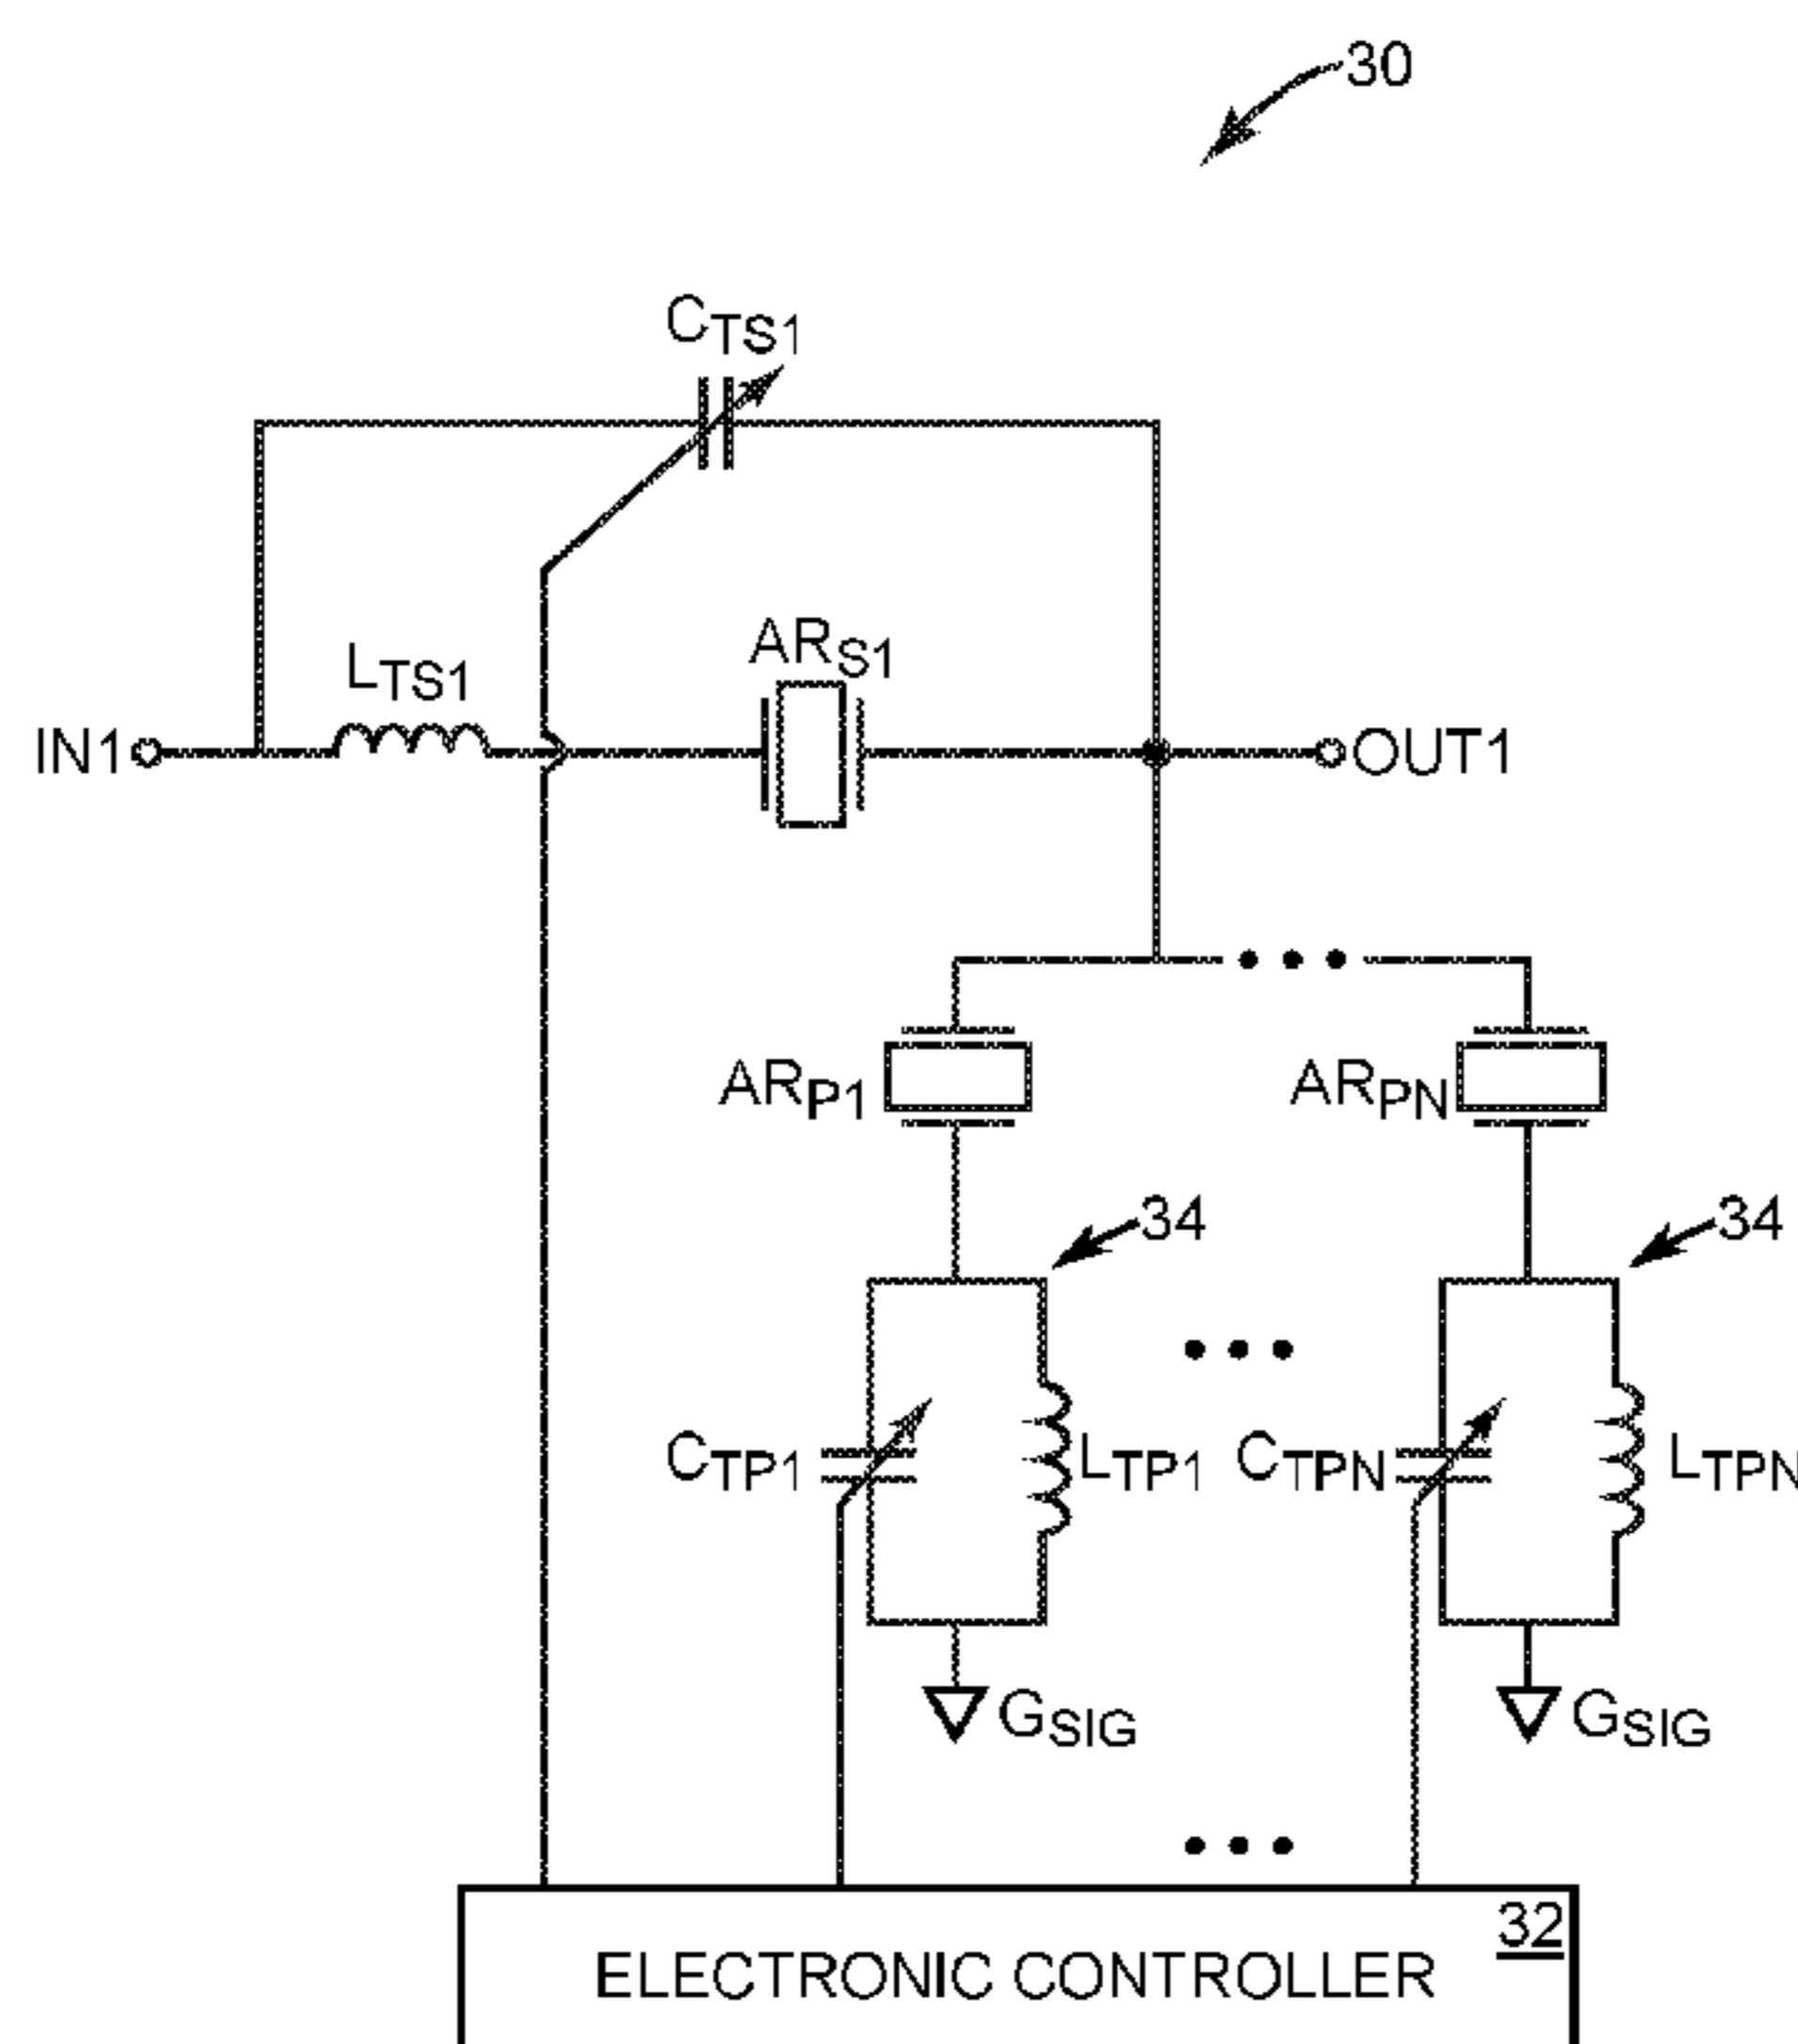 30
CTS1
ARS1
LTS1
IN1
OUT1
ARP1
ARPN
34
34
CTP1
LTP1
CTPN
LTPN
GSIG
GSIG
32
ELECTRONIC CONTROLLER